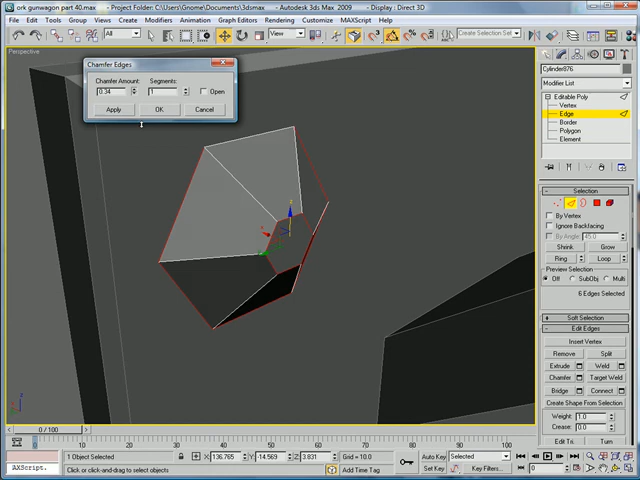 ork gunwagon part 40.max - Project Folder: C:\Users\Gnome\Documents\3dsmax - Autodesk 3ds Max 2009 - Display : Direct 3D
File Edit Tools Group Views Create Modifiers Animation Graph Editors Rendering Customize MAXScript Help
All View Create Selection Set
Perspective
Chamfer Edges
Chamfer Amount: Segments:
0.34 1 Open
Apply OK Cancel
Cylinder876
Modifier List
Editable Poly
Vertex
Edge
Border
Polygon
Element
Selection
By Vertex
Ignore Backfacing
By Angle: 45.0
Shrink Grow
Ring Loop
Preview Selection
Off SubObj Multi
6 Edges Selected
Soft Selection
Edit Edges
Insert Vertex
Remove Split
Extrude Weld
Chamfer Target Weld
Bridge Connect
Create Shape From Selection
Weight: 1.0
Crease: 0.0
Edit Tri. Turn
0 / 100
0 10 20 30 40 50 60 70 80 90 100
1 Object Selected X: 136.765 Y: -14.569 Z: 3.831 Grid = 10.0 Auto Key Selected
AXScript. Click or click-and-drag to select objects Add Time Tag Set Key Key Filters... 0